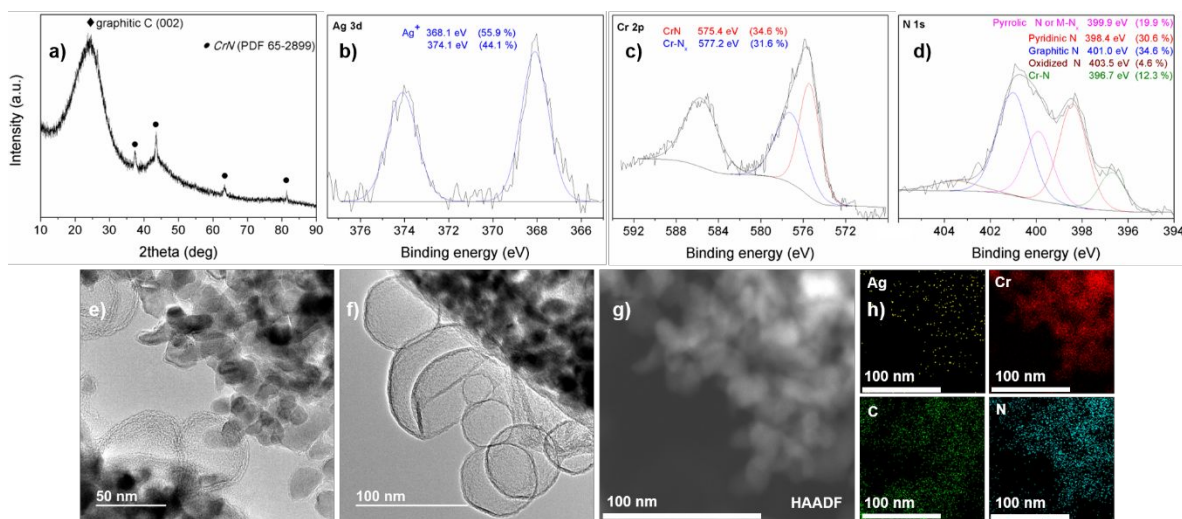 ♦ graphitic C (002)
a)
● CrN (PDF 65-2899)
Intensity (a.u.)
10 20 30 40 50 60 70 80 90
2theta (deg)
Ag 3d
b)
Ag+ 368.1 eV (55.9 %)
374.1 eV (44.1 %)
376 374 372 370 368 366
Binding energy (eV)
Cr 2p
c)
CrN 575.4 eV (34.6 %)
Cr-Nx 577.2 eV (31.6 %)
592 588 584 580 576 572
Binding energy (eV)
N 1s
d)
Pyrrolic N or M-Nx 399.9 eV (19.9 %)
Pyridinic N 398.4 eV (30.6 %)
Graphitic N 401.0 eV (34.6 %)
Oxidized N 403.5 eV (4.6 %)
Cr-N 396.7 eV (12.3 %)
404 402 400 398 396 394
Binding energy (eV)
e)
50 nm
f)
100 nm
g)
HAADF
h)
Ag
100 nm
Cr
100 nm
C
100 nm
N
100 nm